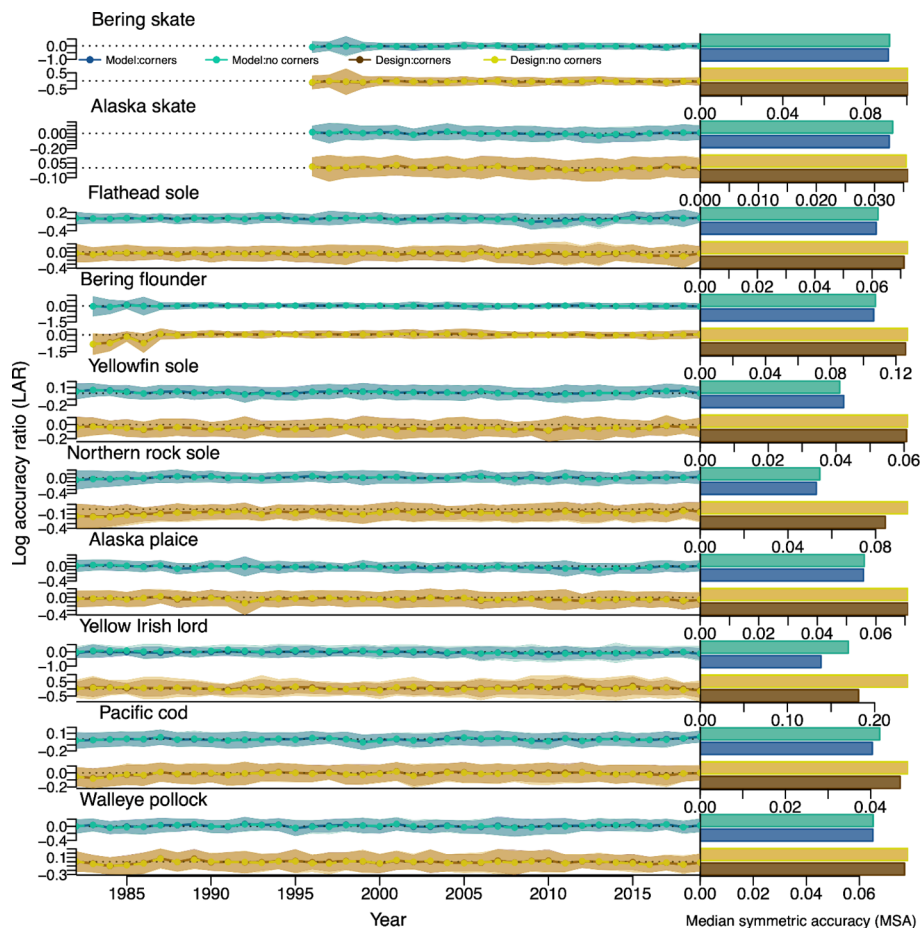 Bering skate
0.0
−1.0
Model:corners Model:no corners Design:corners Design:no corners
0.5
−0.5
0.00 0.04 0.08
Alaska skate
0.00
−0.20
0.05
−0.10
0.000 0.010 0.020 0.030
Flathead sole
0.2
−0.4
0.0
−0.4
0.00 0.02 0.04 0.06
Bering flounder
0.0
−1.5
0.0
−1.5
0.00 0.04 0.08 0.12
Yellowfin sole
0.1
−0.2
0.0
−0.2
0.00 0.02 0.04 0.06
Northern rock sole
0.0
−0.4
−0.1
−0.4
0.00 0.04 0.08
Alaska plaice
0.0
−0.4
0.0
−0.4
0.00 0.02 0.04 0.06
Yellow Irish lord
0.0
−1.0
0.5
−0.5
0.00 0.10 0.20
Pacific cod
0.1
−0.2
0.0
−0.2
0.00 0.02 0.04
Walleye pollock
0.0
−0.4
0.1
−0.3
0.00 0.02 0.04 0.06
1985 1990 1995 2000 2005 2010 2015
Year
Median symmetric accuracy (MSA)
Log accuracy ratio (LAR)